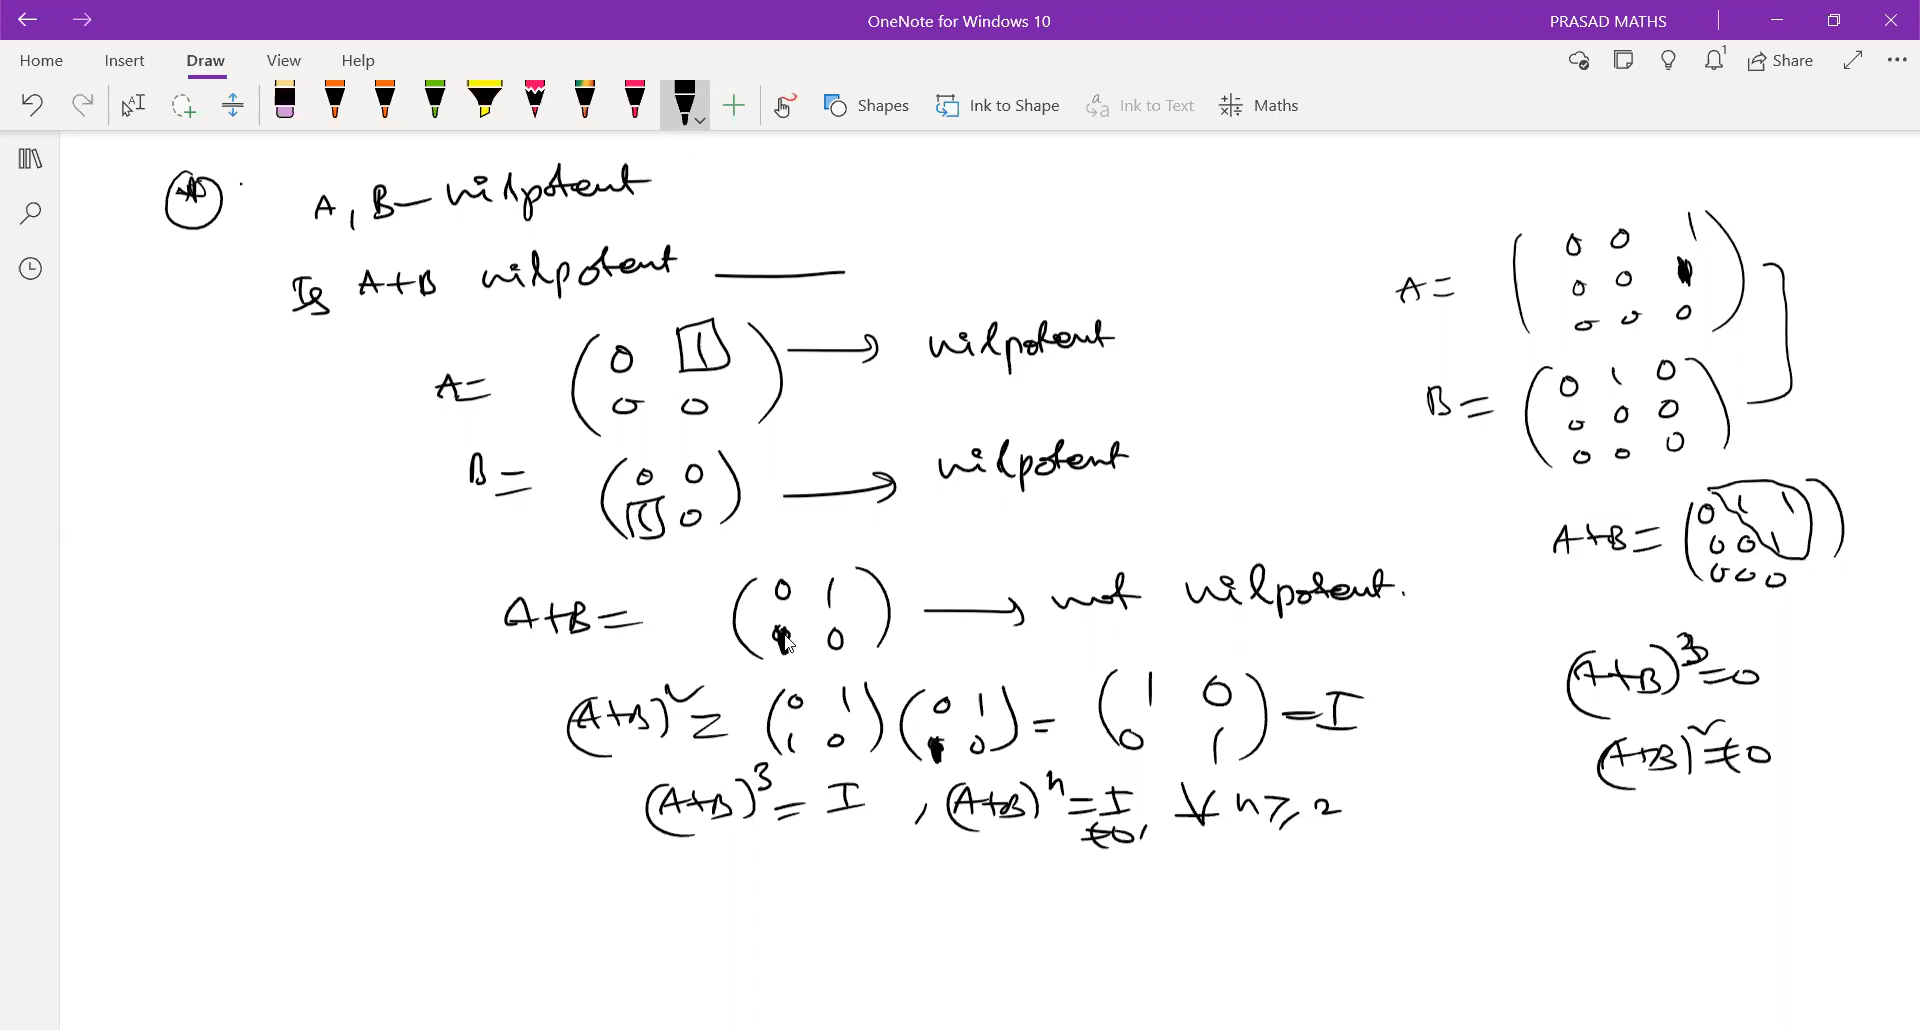 OneNote for Windows 10
PRASAD MATHS
Home Insert Draw View Help
1
Share
Shapes
Ink to Shape
Ink to Text
Maths
A, B — nilpotent
Is A+B nilpotent
A = ( 0 1
0 0 ) → nilpotent
B = ( 0 0
1 0 ) → nilpotent
A+B = ( 0 1
1 0 ) → not nilpotent.
(A+B)² = ( 0 1 ) ( 0 1 ) = ( 1 0 ) = I
1 0 1 0 0 1
(A+B)³ = I , (A+B)ⁿ = I ∀ n ≥ 2
≠0,
A = ( 0 0 1
0 0 1
0 0 0 )
B = ( 0 1 0
0 0 0
0 0 0 )
A+B = ( 0 1 1
0 0 1
0 0 0 )
(A+B)³ = 0
(A+B)² ≠ 0